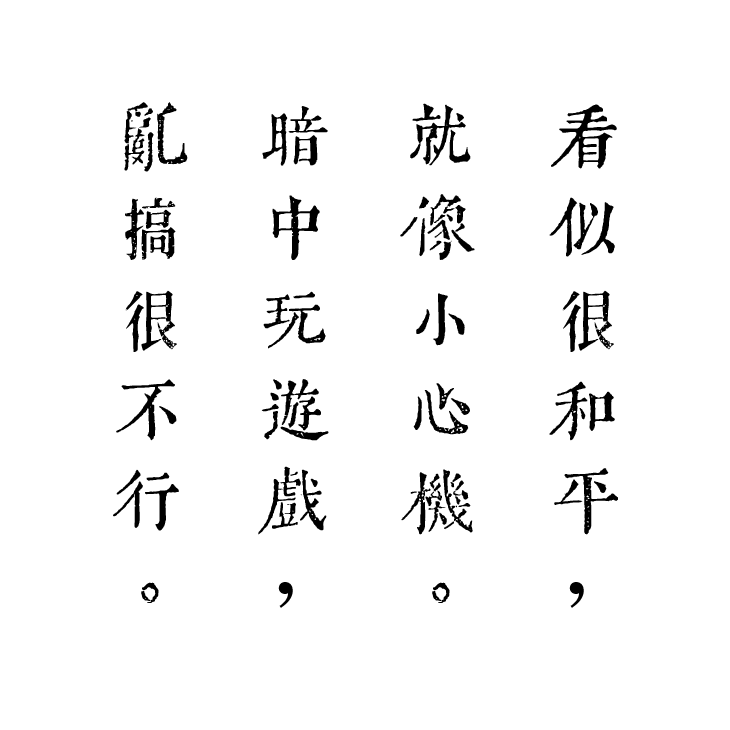 看似很和平，
就像小心機。
暗中玩遊戲，
亂搞很不行。